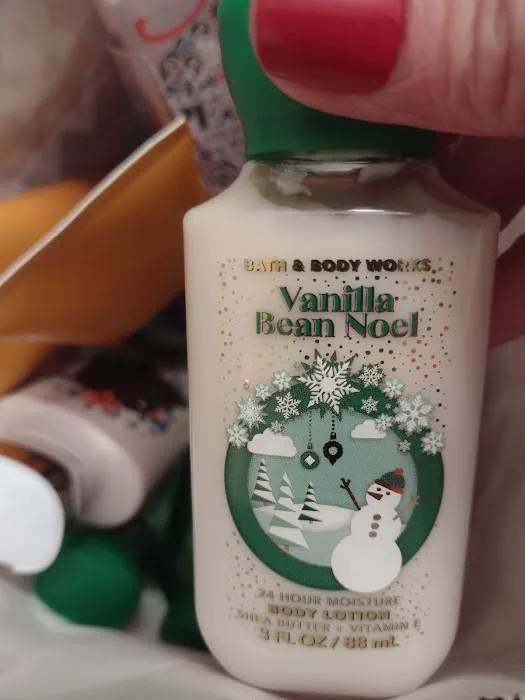 BATH & BODY WORKS
Vanilla
Bean Noel
24 HOUR MOISTURE
BODY LOTION
SHEA BUTTER + VITAMIN E
3 FL OZ / 88 mL